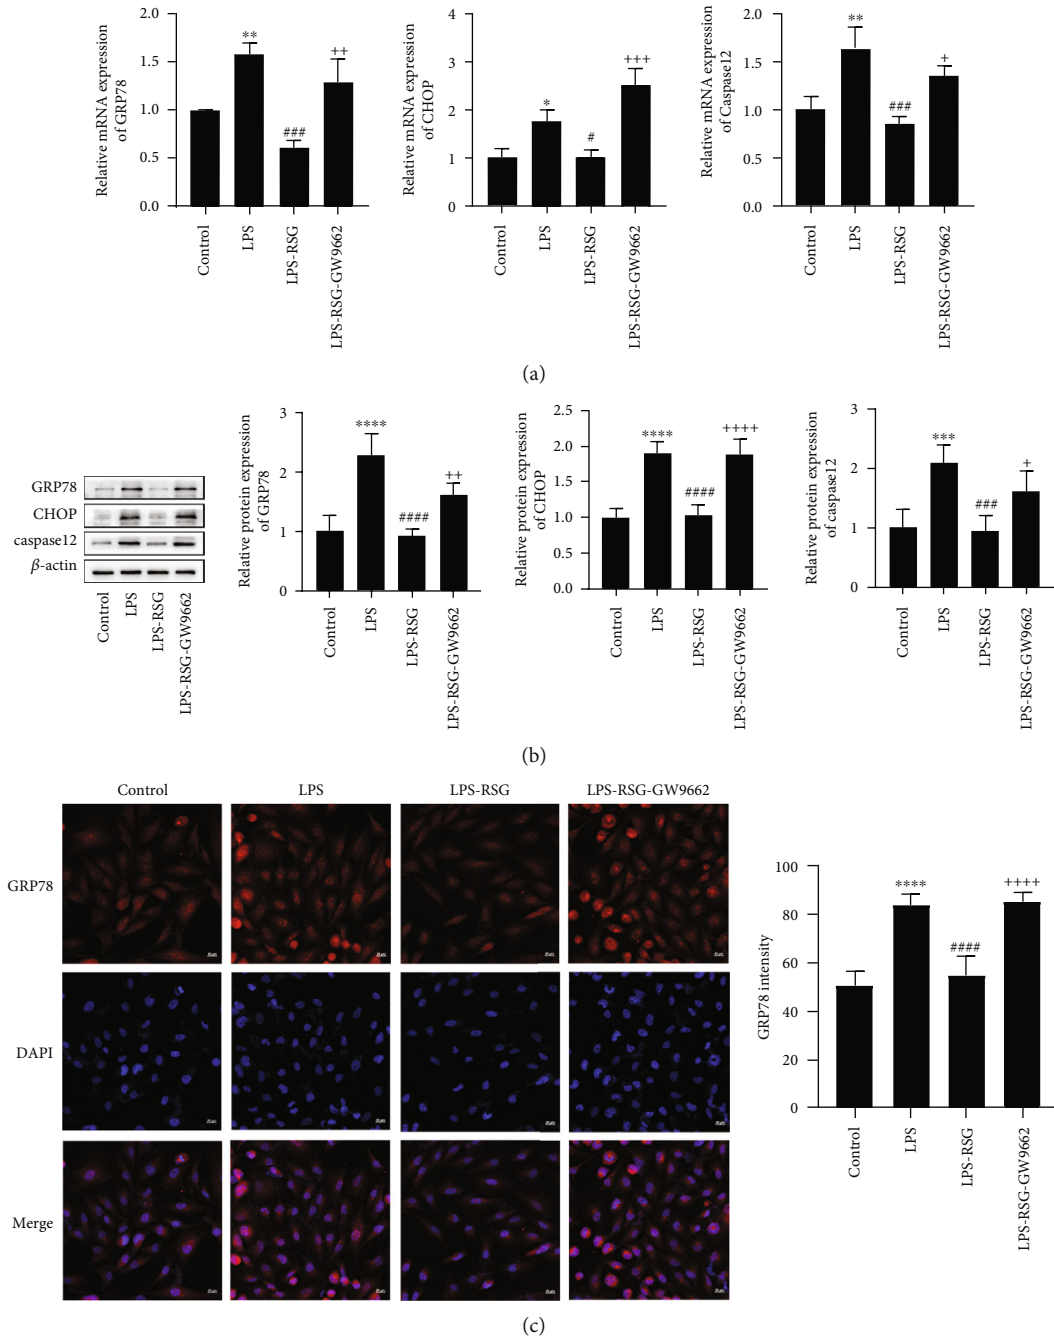 Relative mRNA expression
of GRP78
2.0
1.5
1.0
0.5
0.0
**
###
++
Control
LPS
LPS-RSG
LPS-RSG-GW9662
Relative mRNA expression
of CHOP
4
3
2
1
0
*
#
+++
Control
LPS
LPS-RSG
LPS-RSG-GW9662
Relative mRNA expression
of Caspase12
2.0
1.5
1.0
0.5
0.0
**
###
+
Control
LPS
LPS-RSG
LPS-RSG-GW9662
(a)
GRP78
CHOP
caspase12
β-actin
Control
LPS
LPS-RSG
LPS-RSG-GW9662
Relative protein expression
of GRP78
3
2
1
0
****
####
++
Control
LPS
LPS-RSG
LPS-RSG-GW9662
Relative protein expression
of CHOP
2.5
2.0
1.5
1.0
0.5
0.0
****
####
++++
Control
LPS
LPS-RSG
LPS-RSG-GW9662
Relative protein expression
of caspase12
3
2
1
0
***
###
+
Control
LPS
LPS-RSG
LPS-RSG-GW9662
(b)
Control
LPS
LPS-RSG
LPS-RSG-GW9662
GRP78
DAPI
Merge
GRP78 intensity
100
80
60
40
20
0
****
####
++++
Control
LPS
LPS-RSG
LPS-RSG-GW9662
(c)